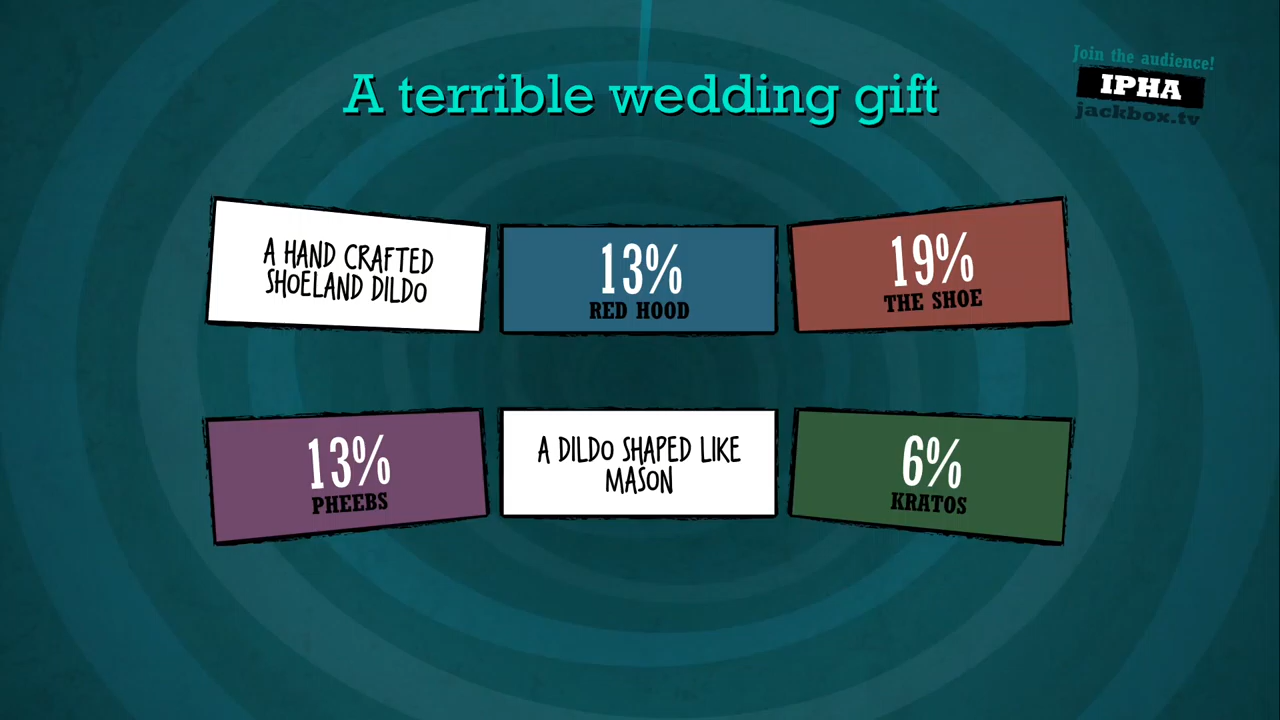 Join the audience!
IPHA
jackbox.tv
A terrible wedding gift
A HAND CRAFTED
SHOELAND DILDO
13%
RED HOOD
19%
THE SHOE
13%
PHEEBS
A DILDO SHAPED LIKE
MASON
6%
KRATOS